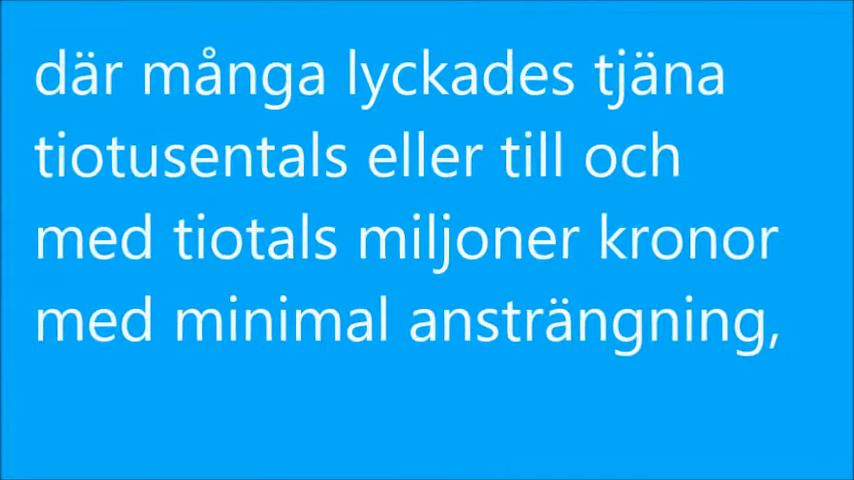 där många lyckades tjäna
tiotusentals eller till och
med tiotals miljoner kronor
med minimal ansträngning,